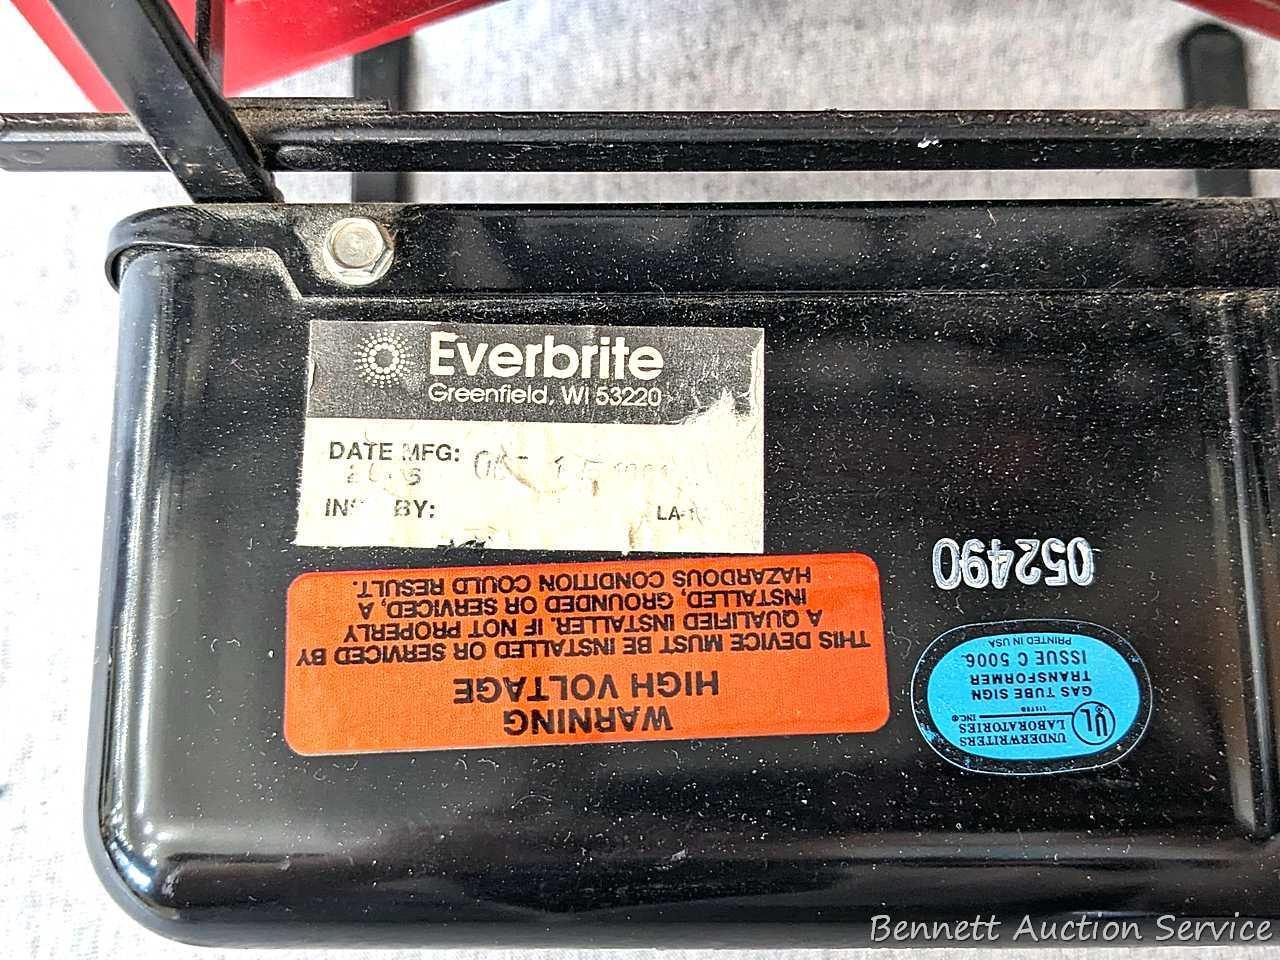 Everbrite
Greenfield, WI 53220
DATE MFG:
BY:
WARNING
HIGH VOLTAGE
THIS DEVICE MUST BE INSTALLED OR SERVICED BY
A QUALIFIED INSTALLER. IF NOT PROPERLY
INSTALLED, GROUNDED OR SERVICED, A
HAZARDOUS CONDITION COULD RESULT.
052490
UL ®
UNDERWRITERS
LABORATORIES
INC.®
LISTED
GAS TUBE SIGN
TRANSFORMER
ISSUE C 5006
PRINTED IN USA
Bennett Auction Service